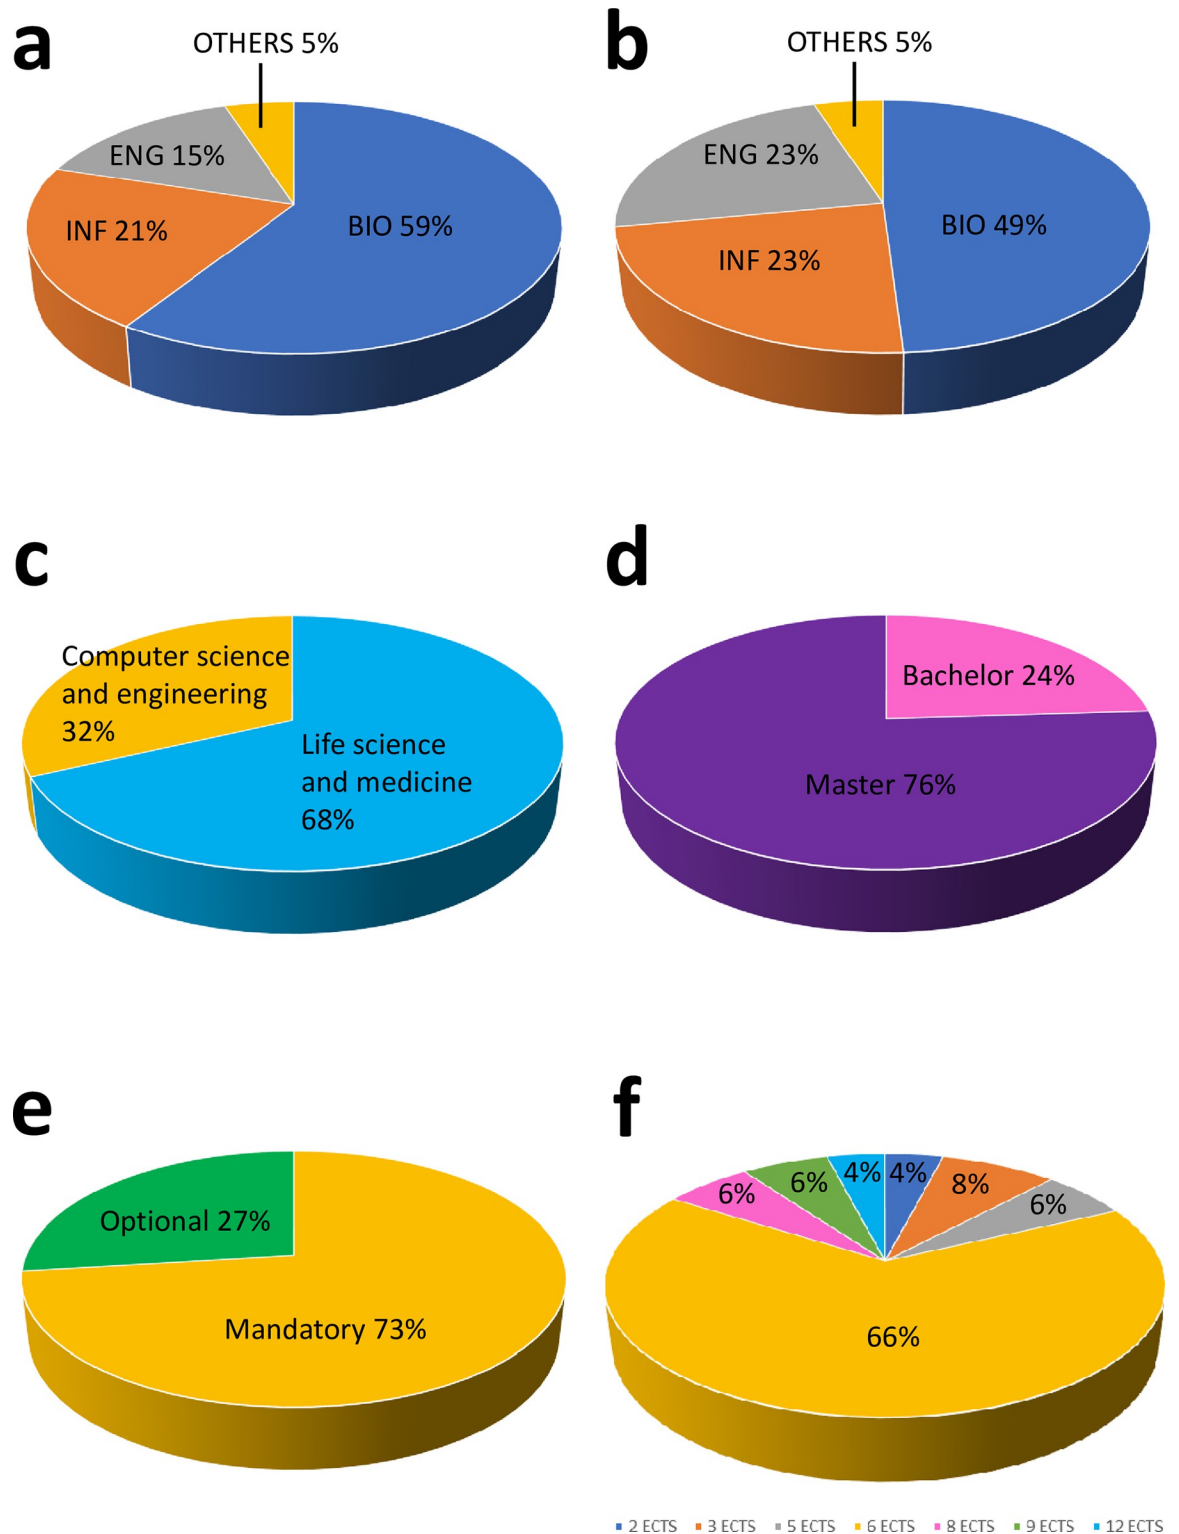 a
OTHERS 5%
ENG 15%
INF 21%
BIO 59%
b
OTHERS 5%
ENG 23%
INF 23%
BIO 49%
c
Computer science
and engineering
32%
Life science
and medicine
68%
d
Bachelor 24%
Master 76%
e
Optional 27%
Mandatory 73%
f
4%
8%
6%
66%
6%
6%
4%
2 ECTS 3 ECTS 5 ECTS 6 ECTS 8 ECTS 9 ECTS 12 ECTS